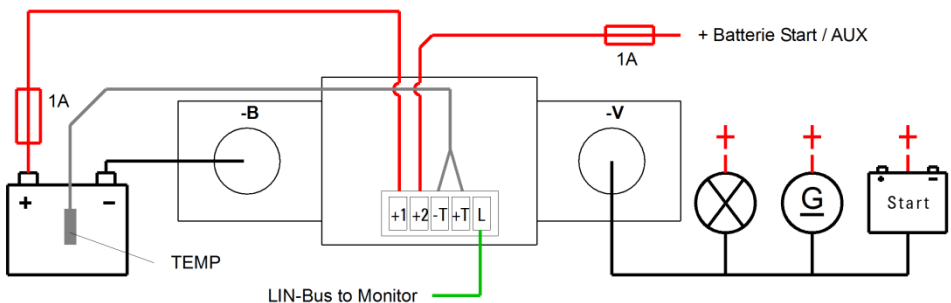 + Batterie Start / AUX
1A
1A
-B
-V
+ + +
+ -
+1 +2 -T +T L
G
+ -
Start
TEMP
LIN-Bus to Monitor